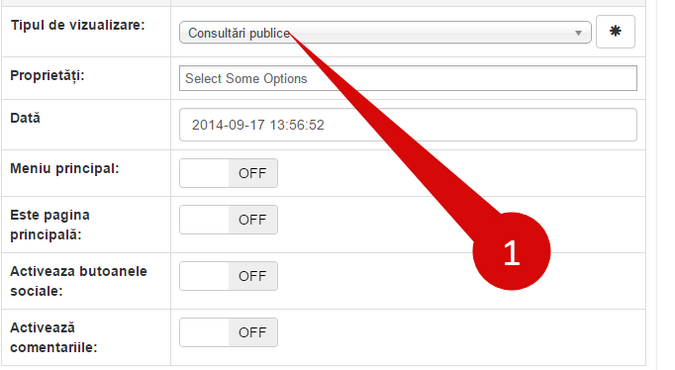 Tipul de vizualizare:
Consultări publice
Proprietăți:
Select Some Options
Dată
2014-09-17 13:56:52
Meniu principal:
OFF
Este pagina
principală:
OFF
Activeaza butoanele
sociale:
OFF
Activează
comentariile:
OFF
1